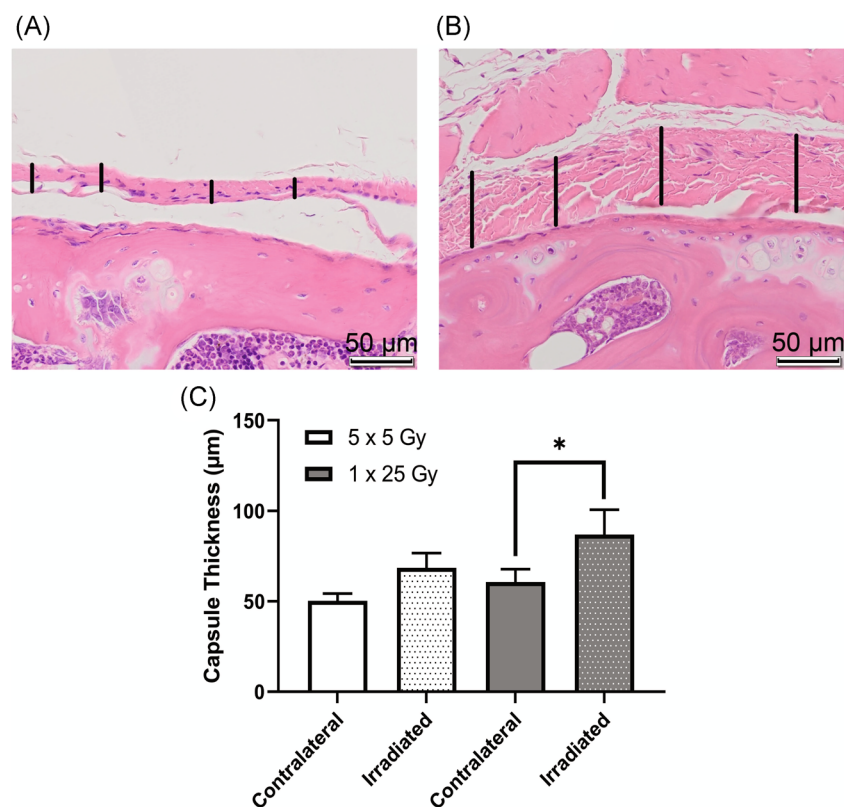 (A)
50 µm
(B)
50 µm
(C)
Capsule Thickness (µm)
150
100
50
0
5 x 5 Gy
1 x 25 Gy
*
Contralateral
Irradiated
Contralateral
Irradiated